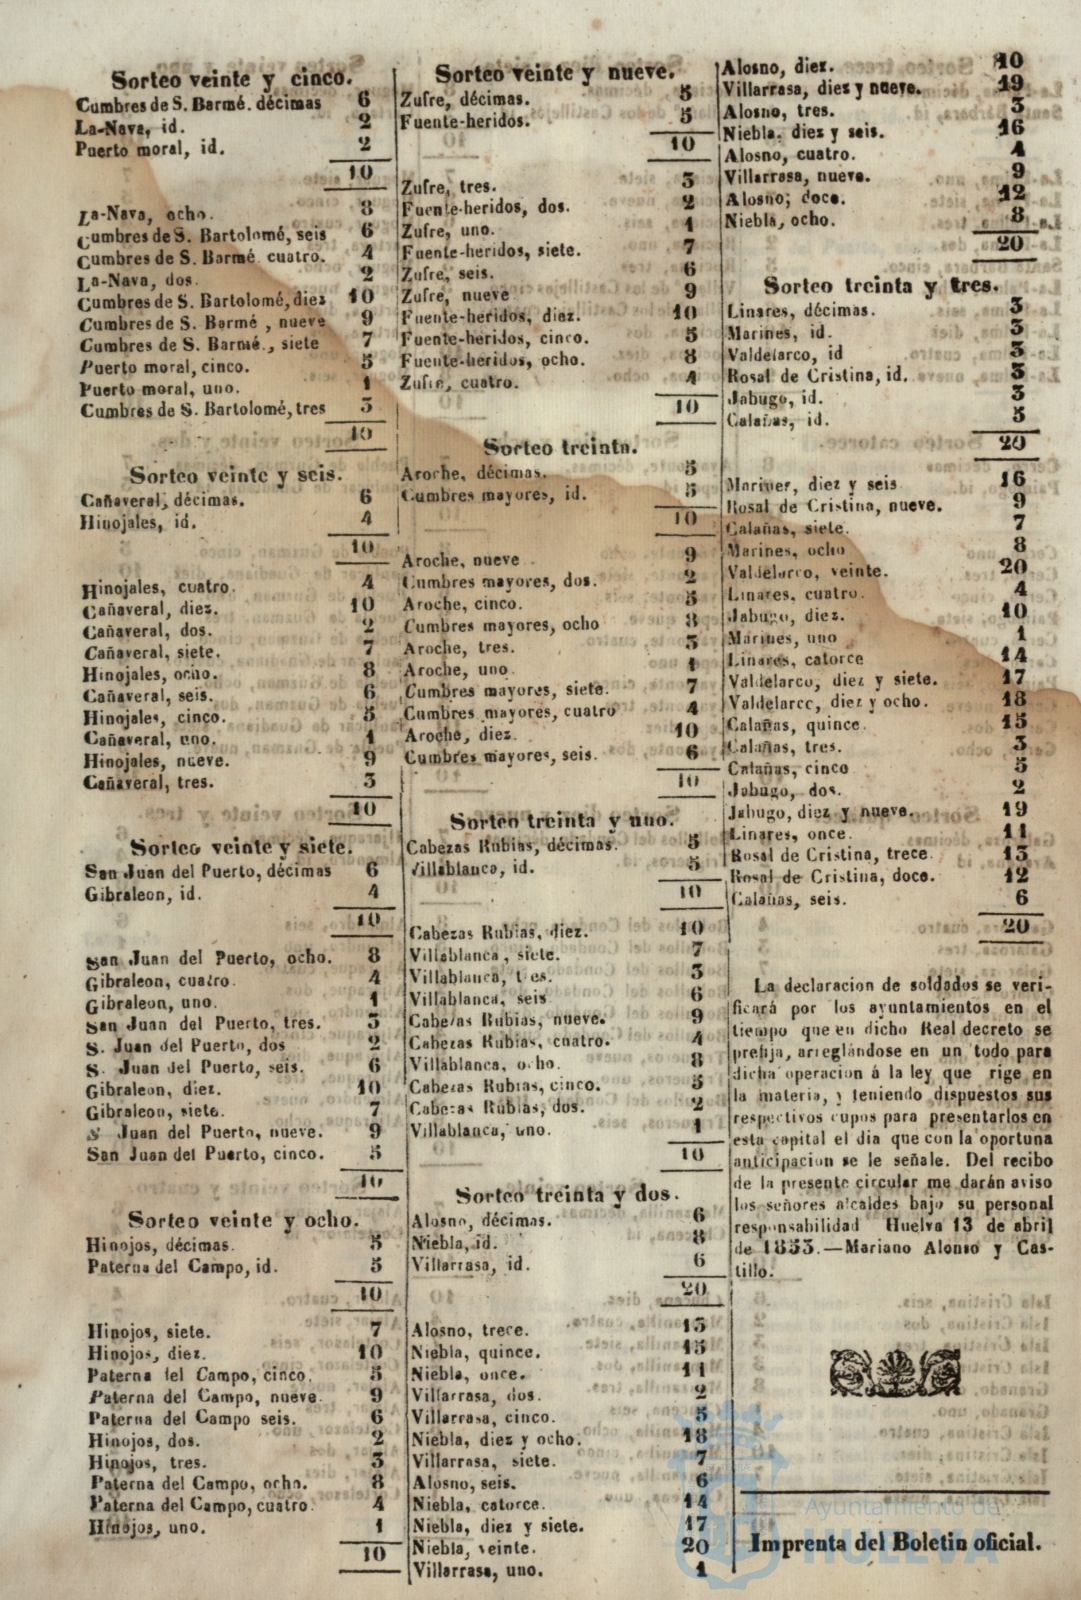 Sorteo veinte y cinco.
Cumbres de S. Barmé. décimas 6
La-Nava, id. 2
Puerto moral, id. 2
10
La-Nava, ocho. 8
Cumbres de S. Bartolomé, seis 6
Cumbres de S. Barmé cuatro. 4
La-Nava, dos. 2
Cumbres de S. Bartolomé, diez 10
Cumbres de S. Barmé, nueve 9
Cumbres de S. Barmé., siete 7
Puerto moral, cinco. 5
Puerto moral, uno. 1
Cumbres de S. Bartolomé, tres 3
10
Sorteo veinte y seis.
Cañaveral, décimas. 6
Hinojales, id. 4
10
Hinojales, cuatro. 4
Cañaveral, diez. 10
Cañaveral, dos. 2
Cañaveral, siete. 7
Hinojales, ocho. 8
Cañaveral, seis. 6
Hinojales, cinco. 5
Cañaveral, uno. 1
Hinojales, nueve. 9
Cañaveral, tres. 3
10
Sorteo veinte y siete.
San Juan del Puerto, décimas 6
Gibraleon, id. 4
10
San Juan del Puerto, ocho. 8
Gibraleon, cuatro. 4
Gibraleon, uno. 1
San Juan del Puerto, tres. 3
S. Juan del Puerto, dos 2
S. Juan del Puerto, seis. 6
Gibraleon, diez. 10
Gibraleon, siete. 7
S Juan del Puerto, nueve. 9
San Juan del Puerto, cinco. 5
10
Sorteo veinte y ocho.
Hinojos, décimas. 5
Paterna del Campo, id. 5
10
Hinojos, siete. 7
Hinojos, diez. 10
Paterna del Campo, cinco. 5
Paterna del Campo, nueve. 9
Paterna del Campo seis. 6
Hinojos, dos. 2
Hinojos, tres. 3
Paterna del Campo, ocho. 8
Paterna del Campo, cuatro. 4
Hinojos, uno. 1
10
Sorteo veinte y nueve.
Zufre, décimas. 5
Fuente-heridos. 5
10
Zufre, tres. 3
Fuente-heridos, dos. 2
Zufre, uno. 1
Fuente-heridos, siete. 7
Zufre, seis. 6
Zufre, nueve 9
Fuente-heridos, diez. 10
Fuente-heridos, cinco. 5
Fuente-heridos, ocho. 8
Zufre, cuatro. 4
10
Sorteo treinta.
Aroche, décimas. 5
Cumbres mayores, id. 5
10
Aroche, nueve 9
Cumbres mayores, dos. 2
Aroche, cinco. 5
Cumbres mayores, ocho 8
Aroche, tres. 3
Aroche, uno. 1
Cumbres mayores, siete. 7
Cumbres mayores, cuatro 4
Aroche, diez. 10
Cumbres mayores, seis. 6
10
Sorteo treinta y uno.
Cabezas Rubias, décimas. 5
Villablanca, id. 5
10
Cabezas Rubias, diez. 10
Villablanca, siete. 7
Villablanca, tres. 3
Villablanca, seis 6
Cabezas Rubias, nueve. 9
Cabezas Rubias, cuatro. 4
Villablanca, ocho. 8
Cabezas Rubias, cinco. 5
Cabezas Rubias, dos. 2
Villablanca, uno. 1
10
Sorteo treinta y dos.
Alosno, décimas. 6
Niebla, id. 8
Villarrasa, id. 6
20
Alosno, trece. 13
Niebla, quince. 15
Niebla, once. 11
Villarrasa, dos. 2
Villarrasa, cinco. 5
Niebla, diez y ocho. 18
Villarrasa, siete. 7
Alosno, seis. 6
Niebla, catorce. 14
Niebla, diez y siete. 17
Niebla, veinte. 20
Villarrasa, uno. 1
Alosno, diez. 10
Villarrasa, diez y nueve. 19
Alosno, tres. 3
Niebla, diez y seis. 16
Alosno, cuatro. 4
Villarrasa, nueve. 9
Alosno, doce. 12
Niebla, ocho. 8
20
Sorteo treinta y tres.
Linares, décimas. 3
Marines, id. 3
Valdelarco, id 3
Rosal de Cristina, id. 3
Jabugo, id. 3
Calañas, id. 5
20
Marines, diez y seis 16
Rosal de Cristina, nueve. 9
Calañas, siete. 7
Marines, ocho 8
Valdelarco, veinte. 20
Linares, cuatro. 4
Jabugo, diez. 10
Marines, uno 1
Linares, catorce 14
Valdelarco, diez y siete. 17
Valdelarco, diez y ocho. 18
Calañas, quince. 15
Calañas, tres. 3
Calañas, cinco 5
Jabugo, dos. 2
Jabugo, diez y nueve. 19
Linares, once. 11
Rosal de Cristina, trece. 13
Rosal de Cristina, doce. 12
Calañas, seis. 6
20
La declaracion de soldados se veri-
ficará por los ayuntamientos en el
tiempo que en dicho Real decreto se
prefija, arreglándose en un todo para
dicha operacion á la ley que rige en
la materia, y teniendo dispuestos sus
respectivos cupos para presentarlos en
esta capital el dia que con la oportuna
anticipacion se le señale. Del recibo
de la presente circular me darán aviso
los señores alcaldes bajo su personal
responsabilidad Huelva 13 de abril
de 1853.—Mariano Alonso y Cas-
tillo.
Imprenta del Boletin oficial.
Ayuntamiento de
HUELVA